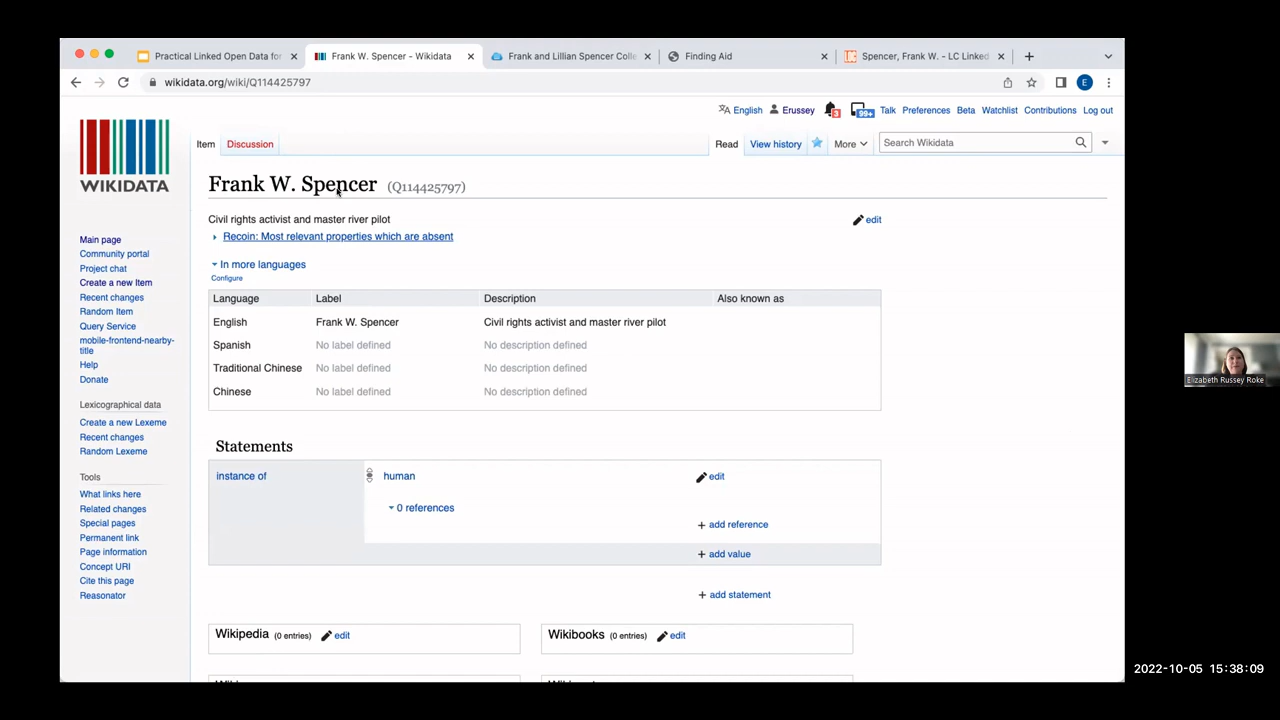 Practical Linked Open Data for
Frank W. Spencer - Wikidata
Frank and Lillian Spencer Colle
Finding Aid
Spencer, Frank W. - LC Linked
wikidata.org/wiki/Q114425797
E
English
Erussey
3
99+
Talk
Preferences
Beta
Watchlist
Contributions
Log out
WIKIDATA
Item
Discussion
Read
View history
More
Search Wikidata
Frank W. Spencer (Q114425797)
Civil rights activist and master river pilot
edit
Recoin: Most relevant properties which are absent
In more languages
Configure
Language Label Description Also known as
English Frank W. Spencer Civil rights activist and master river pilot
Spanish No label defined No description defined
Traditional Chinese No label defined No description defined
Chinese No label defined No description defined
Main page
Community portal
Project chat
Create a new Item
Recent changes
Random Item
Query Service
mobile-frontend-nearby-
title
Help
Donate
Lexicographical data
Create a new Lexeme
Recent changes
Random Lexeme
Tools
What links here
Related changes
Special pages
Permanent link
Page information
Concept URI
Cite this page
Reasonator
Statements
instance of
human
edit
0 references
+ add reference
+ add value
+ add statement
Wikipedia (0 entries) edit
Wikibooks (0 entries) edit
Elizabeth Russey Roke
2022-10-05 15:38:09